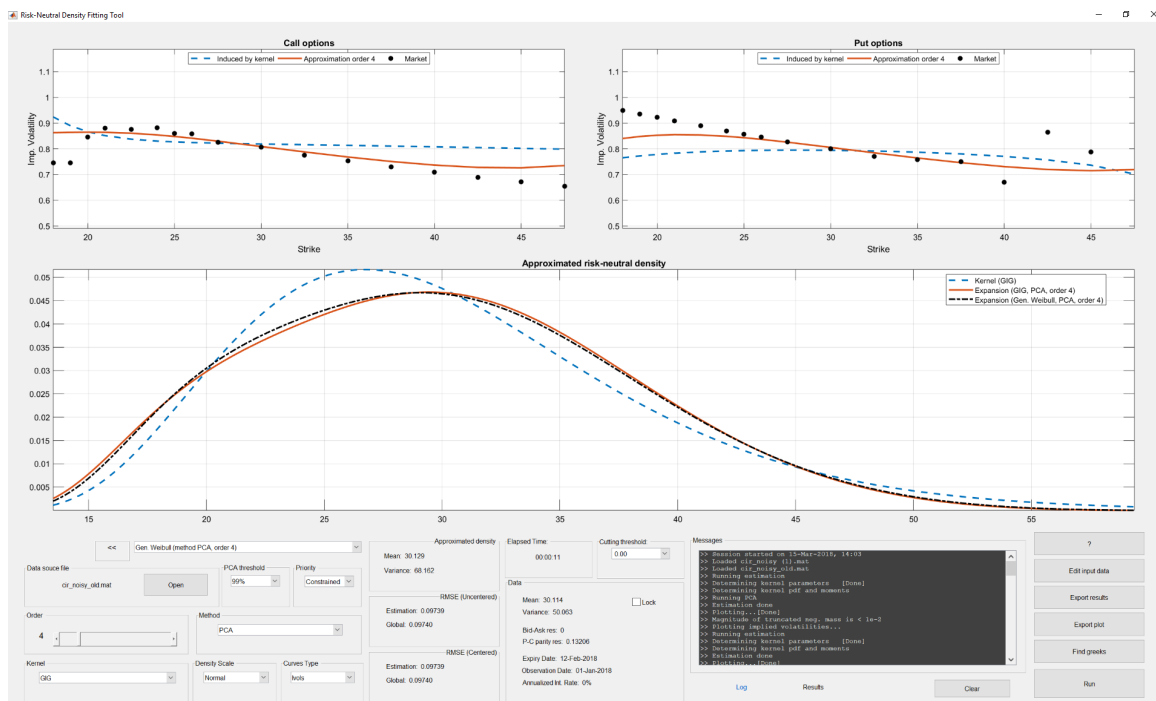 Risk-Neutral Density Fitting Tool
Call options
Induced by kernel Approximation order 4 Market
Imp. Volatility
1.1
1
0.9
0.8
0.7
0.6
0.5
20 25 30 35 40 45
Strike
Put options
Induced by kernel Approximation order 4 Market
Imp. Volatility
1.1
1
0.9
0.8
0.7
0.6
0.5
20 25 30 35 40 45
Strike
Approximated risk-neutral density
Kernel (GIG)
Expansion (GIG, PCA, order 4)
Expansion (Gen. Weibull, PCA, order 4)
0.05
0.045
0.04
0.035
0.03
0.025
0.02
0.015
0.01
0.005
15 20 25 30 35 40 45 50 55
<< Gen. Weibull (method PCA, order 4)
Data souce file
cir_noisy_old.mat Open
PCA threshold
99%
Priority
Constrained
Order
4
Method
PCA
Kernel
GIG
Density Scale
Normal
Curves Type
Ivols
Approximated density
Mean: 30.129
Variance: 68.162
RMSE (Uncentered)
Estimation: 0.09739
Global: 0.09740
RMSE (Centered)
Estimation: 0.09739
Global: 0.09740
Elapsed Time:
00:00:11
Cutting threshold
0.00
Data
Mean: 30.114
Variance: 50.063
Lock
Bid-Ask res: 0
P-C parity res: 0.13206
Expiry Date: 12-Feb-2018
Observation Date: 01-Jan-2018
Annualized Int. Rate: 0%
Messages
>> Session started on 15-Mar-2018, 14:03
>> Loaded cir_noisy (1).mat
>> Loaded cir_noisy_old.mat
>> Running estimation
>> Determining kernel parameters [Done]
>> Determining kernel pdf and moments
>> Running PCA
>> Estimation done
>> Plotting...[Done]
>> Magnitude of truncated neg. mass is < 1e-2
>> Plotting implied volatilities...
>> Running estimation
>> Determining kernel parameters [Done]
>> Determining kernel pdf and moments
>> Estimation done
>> Plotting...[Done]
Log Results Clear
?
Edit input data
Export results
Export plot
Find greeks
Run